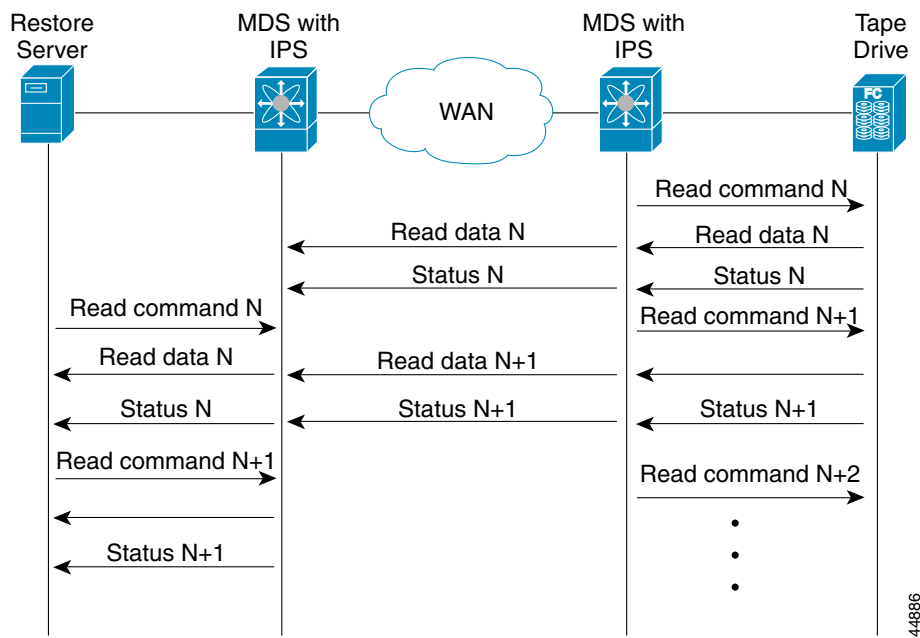 Restore
Server
MDS with
IPS
MDS with
IPS
Tape
Drive
WAN
FC
Read command N
Read data N
Read data N
Status N
Status N
Read command N
Read command N+1
Read data N
Read data N+1
Status N
Status N+1
Status N+1
Read command N+1
Read command N+2
Status N+1
44886